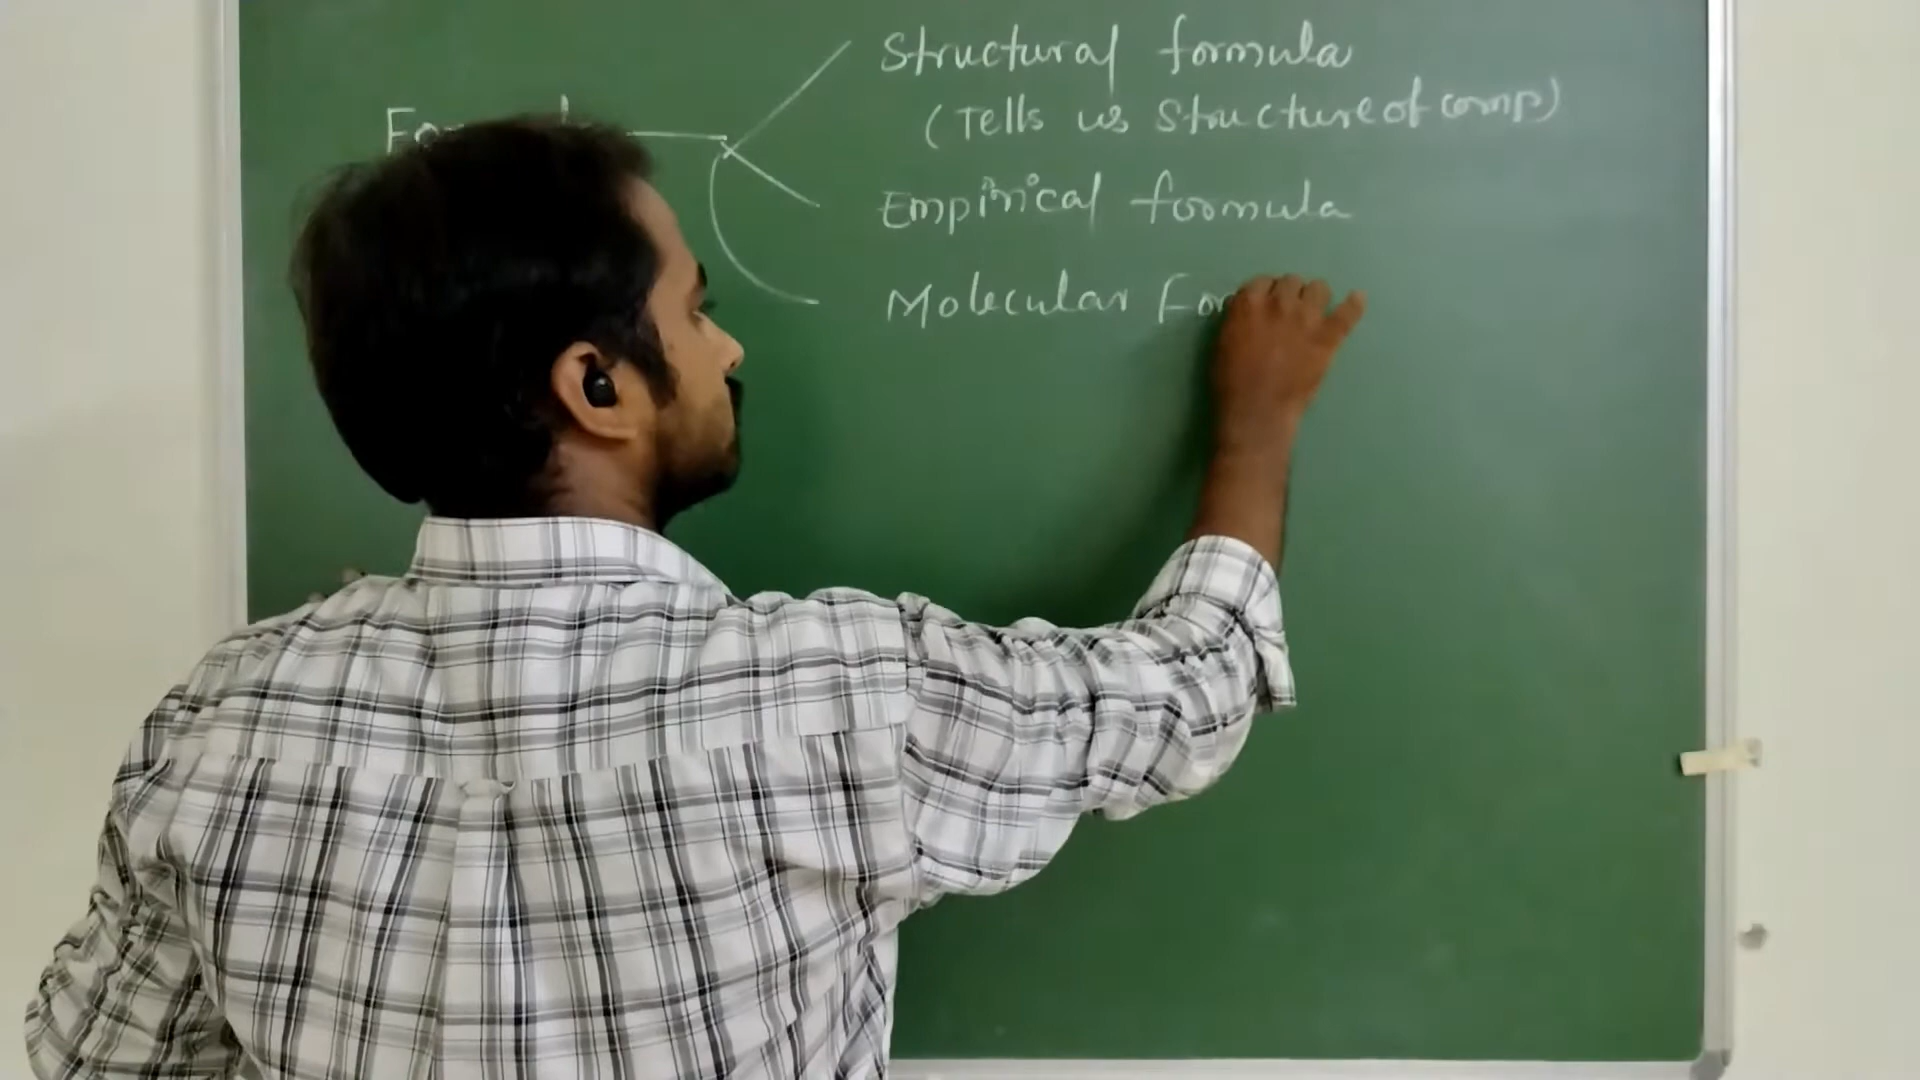 Structural formula
(Tells us Structure of comp)
Empirical formula
Molecular